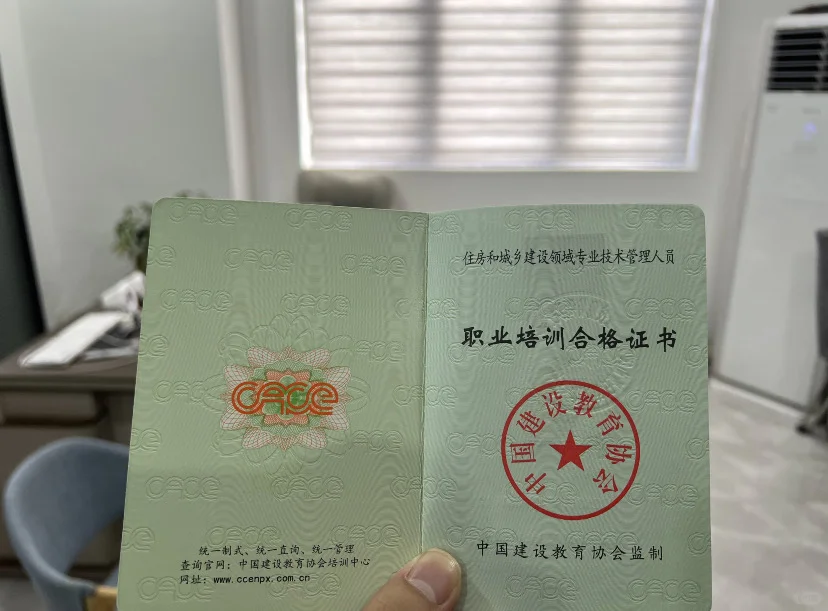 CACE
统一制式、统一直询、统一管理
查询官网：中国建设教育协会培训中心
网址：www.ccenpx.com.cn
住房和城乡建设领域专业技术管理人员
职业培训合格证书
中国建设教育协会
中国建设教育协会监制